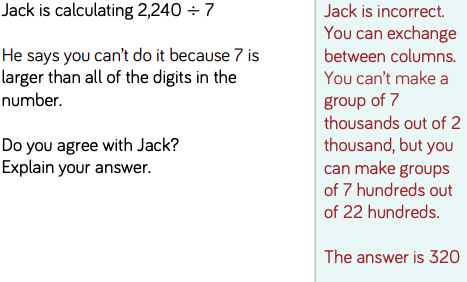 Jack is calculating 2,240 ÷ 7
He says you can't do it because 7 is
larger than all of the digits in the
number.
Do you agree with Jack?
Explain your answer.
Jack is incorrect.
You can exchange
between columns.
You can't make a
group of 7
thousands out of 2
thousand, but you
can make groups
of 7 hundreds out
of 22 hundreds.
The answer is 320